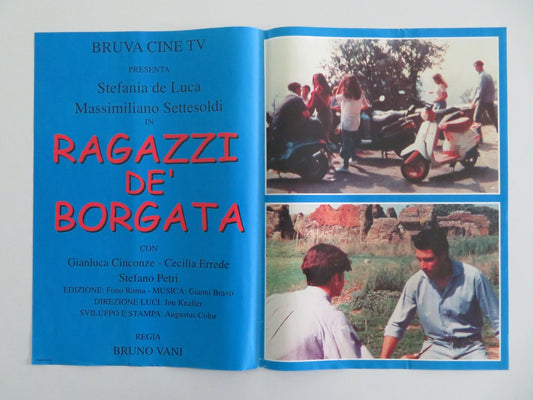 BRUVA CINE TV
PRESENTA
Stefania de Luca
Massimiliano Settesoldi
IN
RAGAZZI
DE'
BORGATA
CON
Gianluca Cinconze - Cecilia Errede
Stefano Petri
EDIZIONE: Fono Roma - MUSICA: Gianni Bravo
DIREZIONE LUCI: Jon Knaller
SVILUPPO E STAMPA: Augustus Color
REGIA
BRUNO VANI